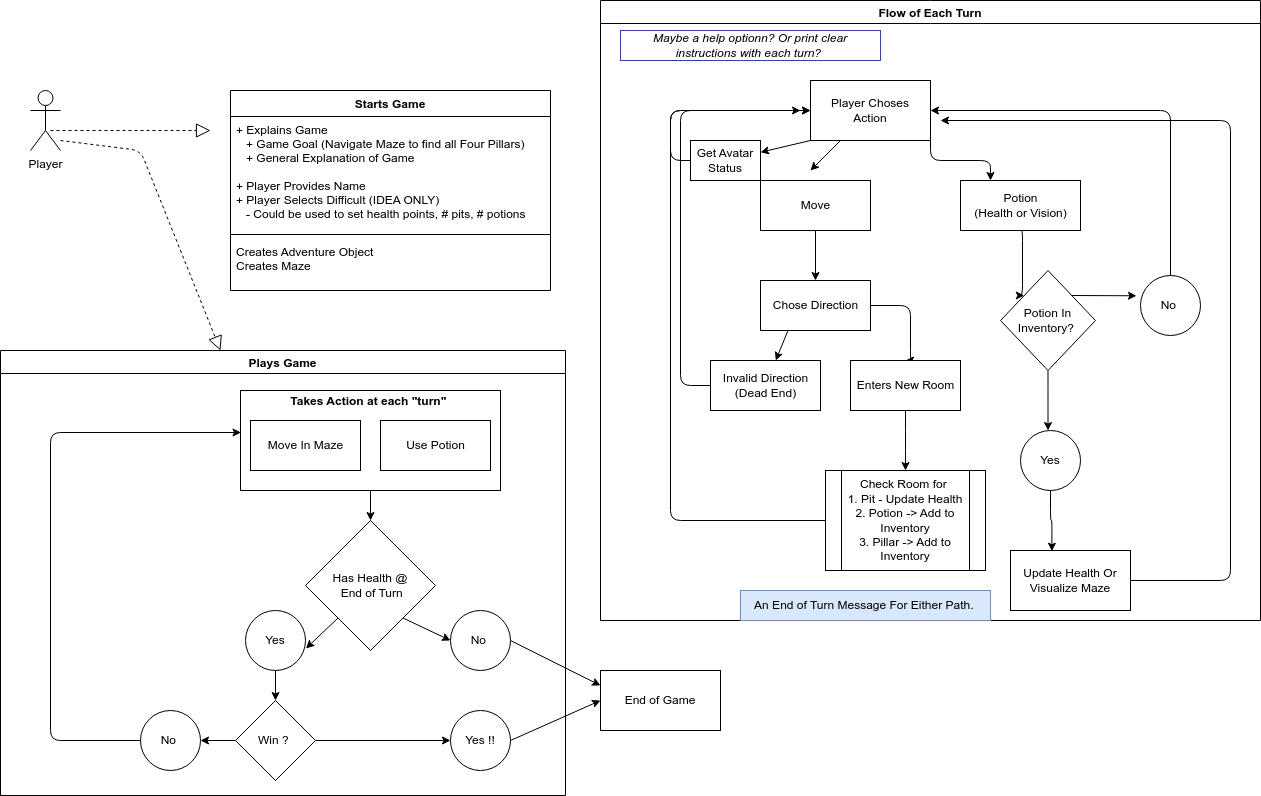 Flow of Each Turn
Maybe a help optionn? Or print clear
instructions with each turn?
Player Choses
Action
Get Avatar
Status
Move
Potion
(Health or Vision)
Chose Direction
Potion In
Inventory?
No
Invalid Direction
(Dead End)
Enters New Room
Yes
Check Room for
1. Pit - Update Health
2. Potion -> Add to
Inventory
3. Pillar -> Add to
Inventory
Update Health Or
Visualize Maze
An End of Turn Message For Either Path.
Player
Starts Game
+ Explains Game
+ Game Goal (Navigate Maze to find all Four Pillars)
+ General Explanation of Game
+ Player Provides Name
+ Player Selects Difficult (IDEA ONLY)
- Could be used to set health points, # pits, # potions
Creates Adventure Object
Creates Maze
Plays Game
Takes Action at each "turn"
Move In Maze
Use Potion
Has Health @
End of Turn
Yes
No
Win ?
No
Yes !!
End of Game